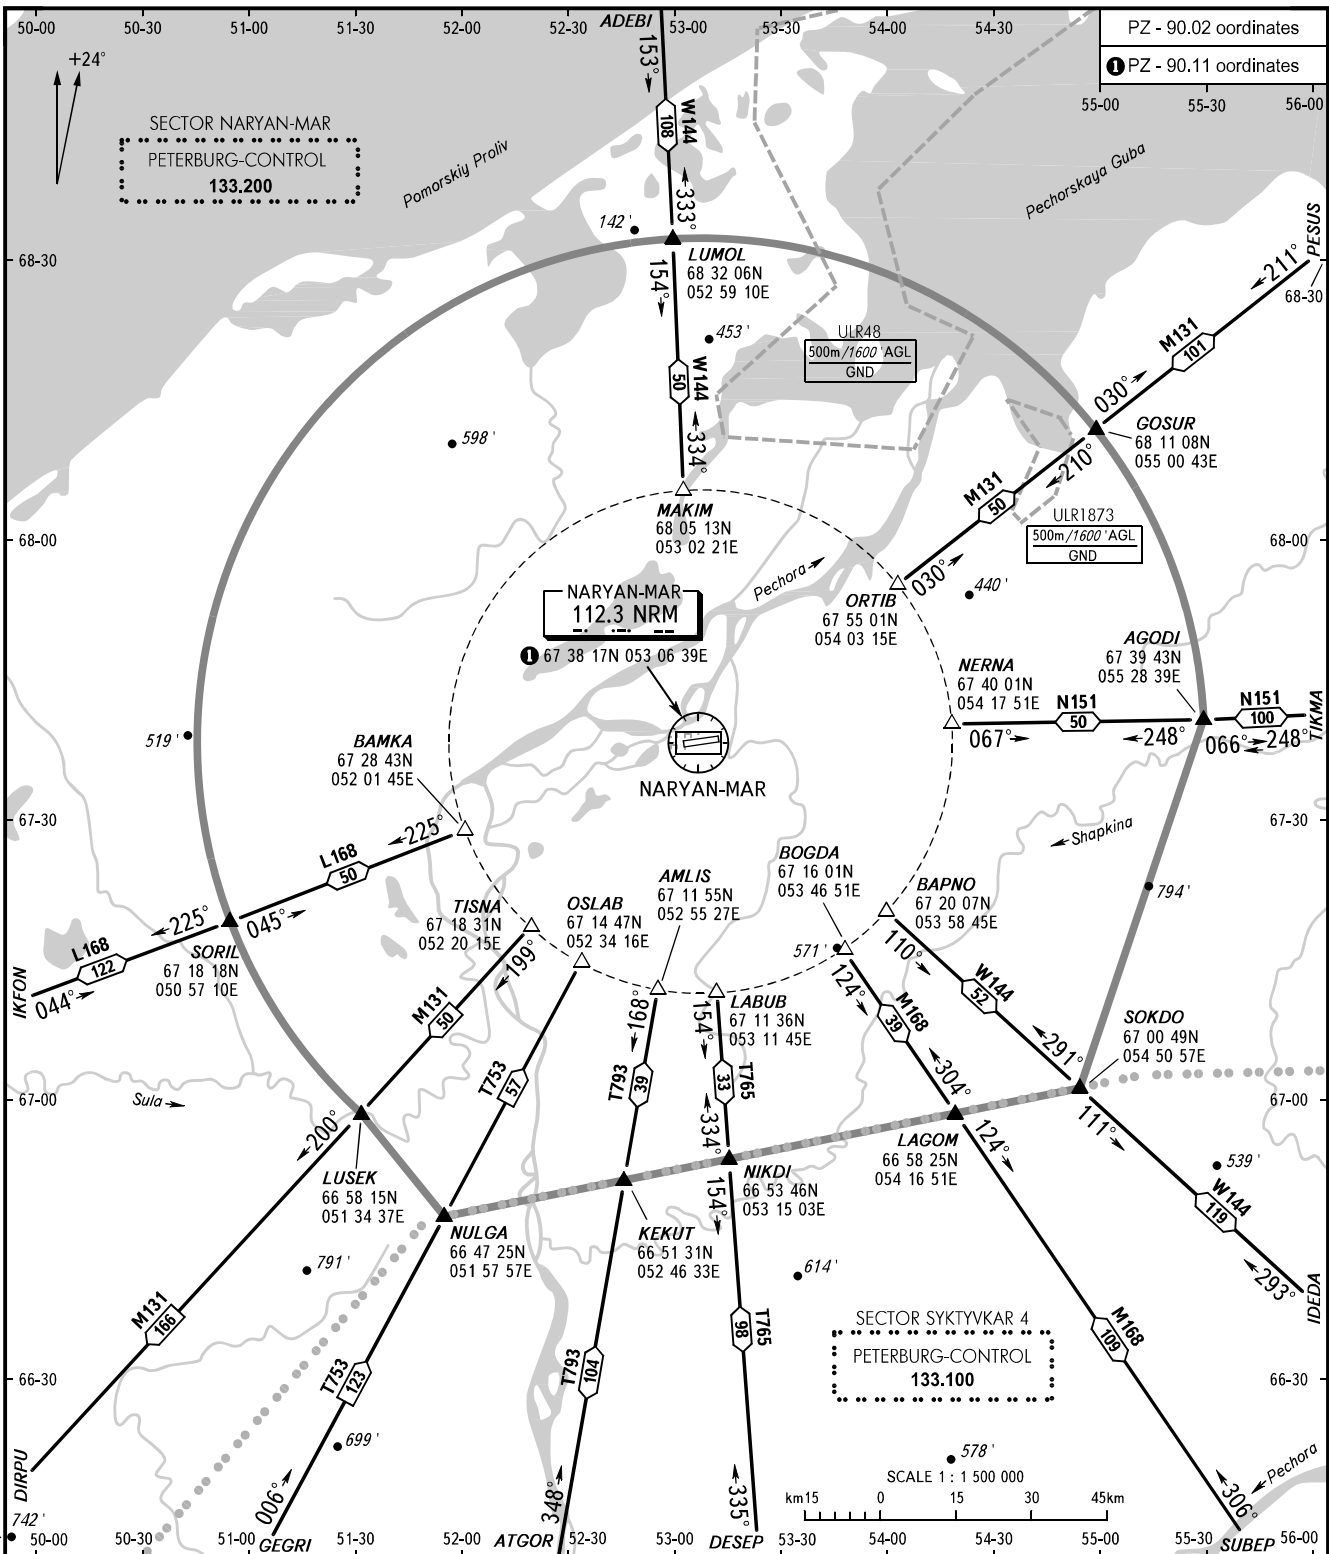 50-00 50-30 51-00 51-30 52-00 52-30 ADEBI 53-00 53-30 54-00 54-30
PZ - 90.02 oordinates
❶ PZ - 90.11 oordinates
55-00 55-30 56-00
+24°
SECTOR NARYAN-MAR
PETERBURG-CONTROL
133.200
Pomorskiy Proliv
Pechorskaya Guba
153°
W144
108
333°
142'
LUMOL
68 32 06N
052 59 10E
68-30
PESUS
211°
68-30
M131
101
030°
154°
453'
W144
50
334°
ULR48
500m/1600'AGL
GND
598'
GOSUR
68 11 08N
055 00 43E
210°
M131
50
MAKIM
68 05 13N
053 02 21E
ULR1873
500m/1600'AGL
GND
68-00
68-00
030°
440'
ORTIB
67 55 01N
054 03 15E
Pechora
NARYAN-MAR
112.3 NRM
❶ 67 38 17N 053 06 39E
NARYAN-MAR
AGODI
67 39 43N
055 28 39E
NERNA
67 40 01N
054 17 51E
N151
50
067°
248°
N151
100
066°
248°
TIKMA
519'
BAMKA
67 28 43N
052 01 45E
67-30
67-30
225°
L168
50
045°
Shapkina
794'
225°
L168
122
044°
IKFON
SORIL
67 18 18N
050 57 10E
TISNA
67 18 31N
052 20 15E
OSLAB
67 14 47N
052 34 16E
AMLIS
67 11 55N
052 55 27E
BOGDA
67 16 01N
053 46 51E
BAPNO
67 20 07N
053 58 45E
571'
199°
M131
50
T753
57
168°
T793
39
154°
T765
33
334°
LABUB
67 11 36N
053 11 45E
124°
M168
39
304°
110°
W144
52
291°
SOKDO
67 00 49N
054 50 57E
67-00
67-00
Sula
200°
LUSEK
66 58 15N
051 34 37E
LAGOM
66 58 25N
054 16 51E
124°
111°
539'
W144
119
293°
IDEDA
NIKDI
66 53 46N
053 15 03E
154°
KEKUT
66 51 31N
052 46 33E
NULGA
66 47 25N
051 57 57E
791'
614'
M131
166
T753
123
T793
104
T765
98
M168
109
SECTOR SYKTYVKAR 4
PETERBURG-CONTROL
133.100
66-30
66-30
699'
578'
SCALE 1 : 1 500 000
km15 0 15 30 45km
DIRPU
742'
006°
348°
335°
306°
Pechora
GEGRI
ATGOR
DESEP
SUBEP
50-00 50-30 51-00 51-30 52-00 52-30 53-00 53-30 54-00 54-30 55-00 55-30 56-00